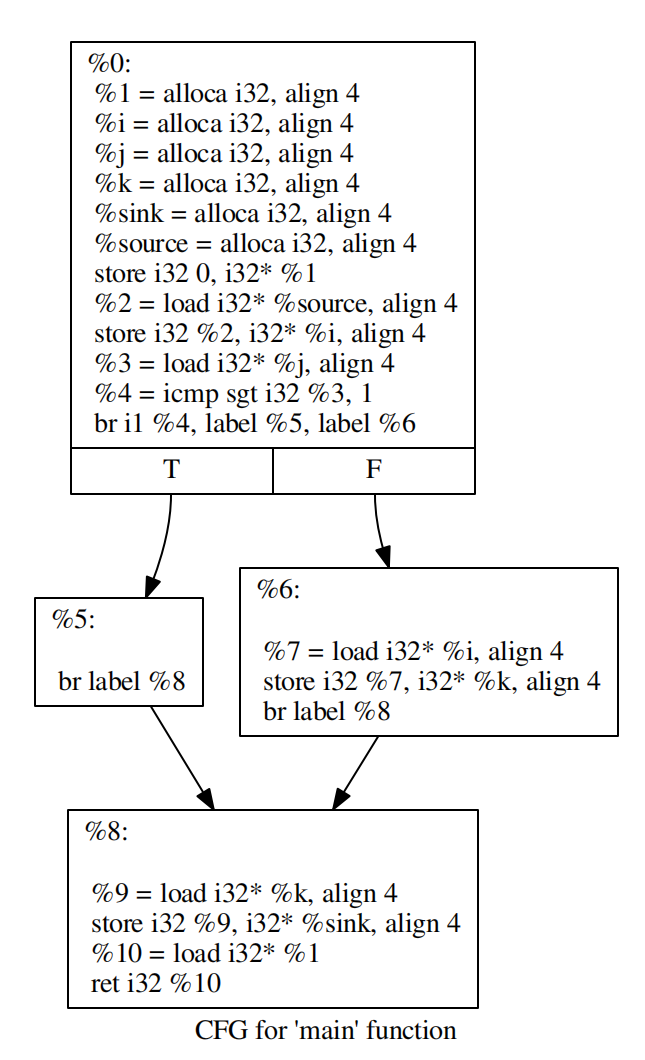 %0:
%1 = alloca i32, align 4
%i = alloca i32, align 4
%j = alloca i32, align 4
%k = alloca i32, align 4
%sink = alloca i32, align 4
%source = alloca i32, align 4
store i32 0, i32* %1
%2 = load i32* %source, align 4
store i32 %2, i32* %i, align 4
%3 = load i32* %j, align 4
%4 = icmp sgt i32 %3, 1
br i1 %4, label %5, label %6
T F
%5:
br label %8
%6:
%7 = load i32* %i, align 4
store i32 %7, i32* %k, align 4
br label %8
%8:
%9 = load i32* %k, align 4
store i32 %9, i32* %sink, align 4
%10 = load i32* %1
ret i32 %10
CFG for 'main' function